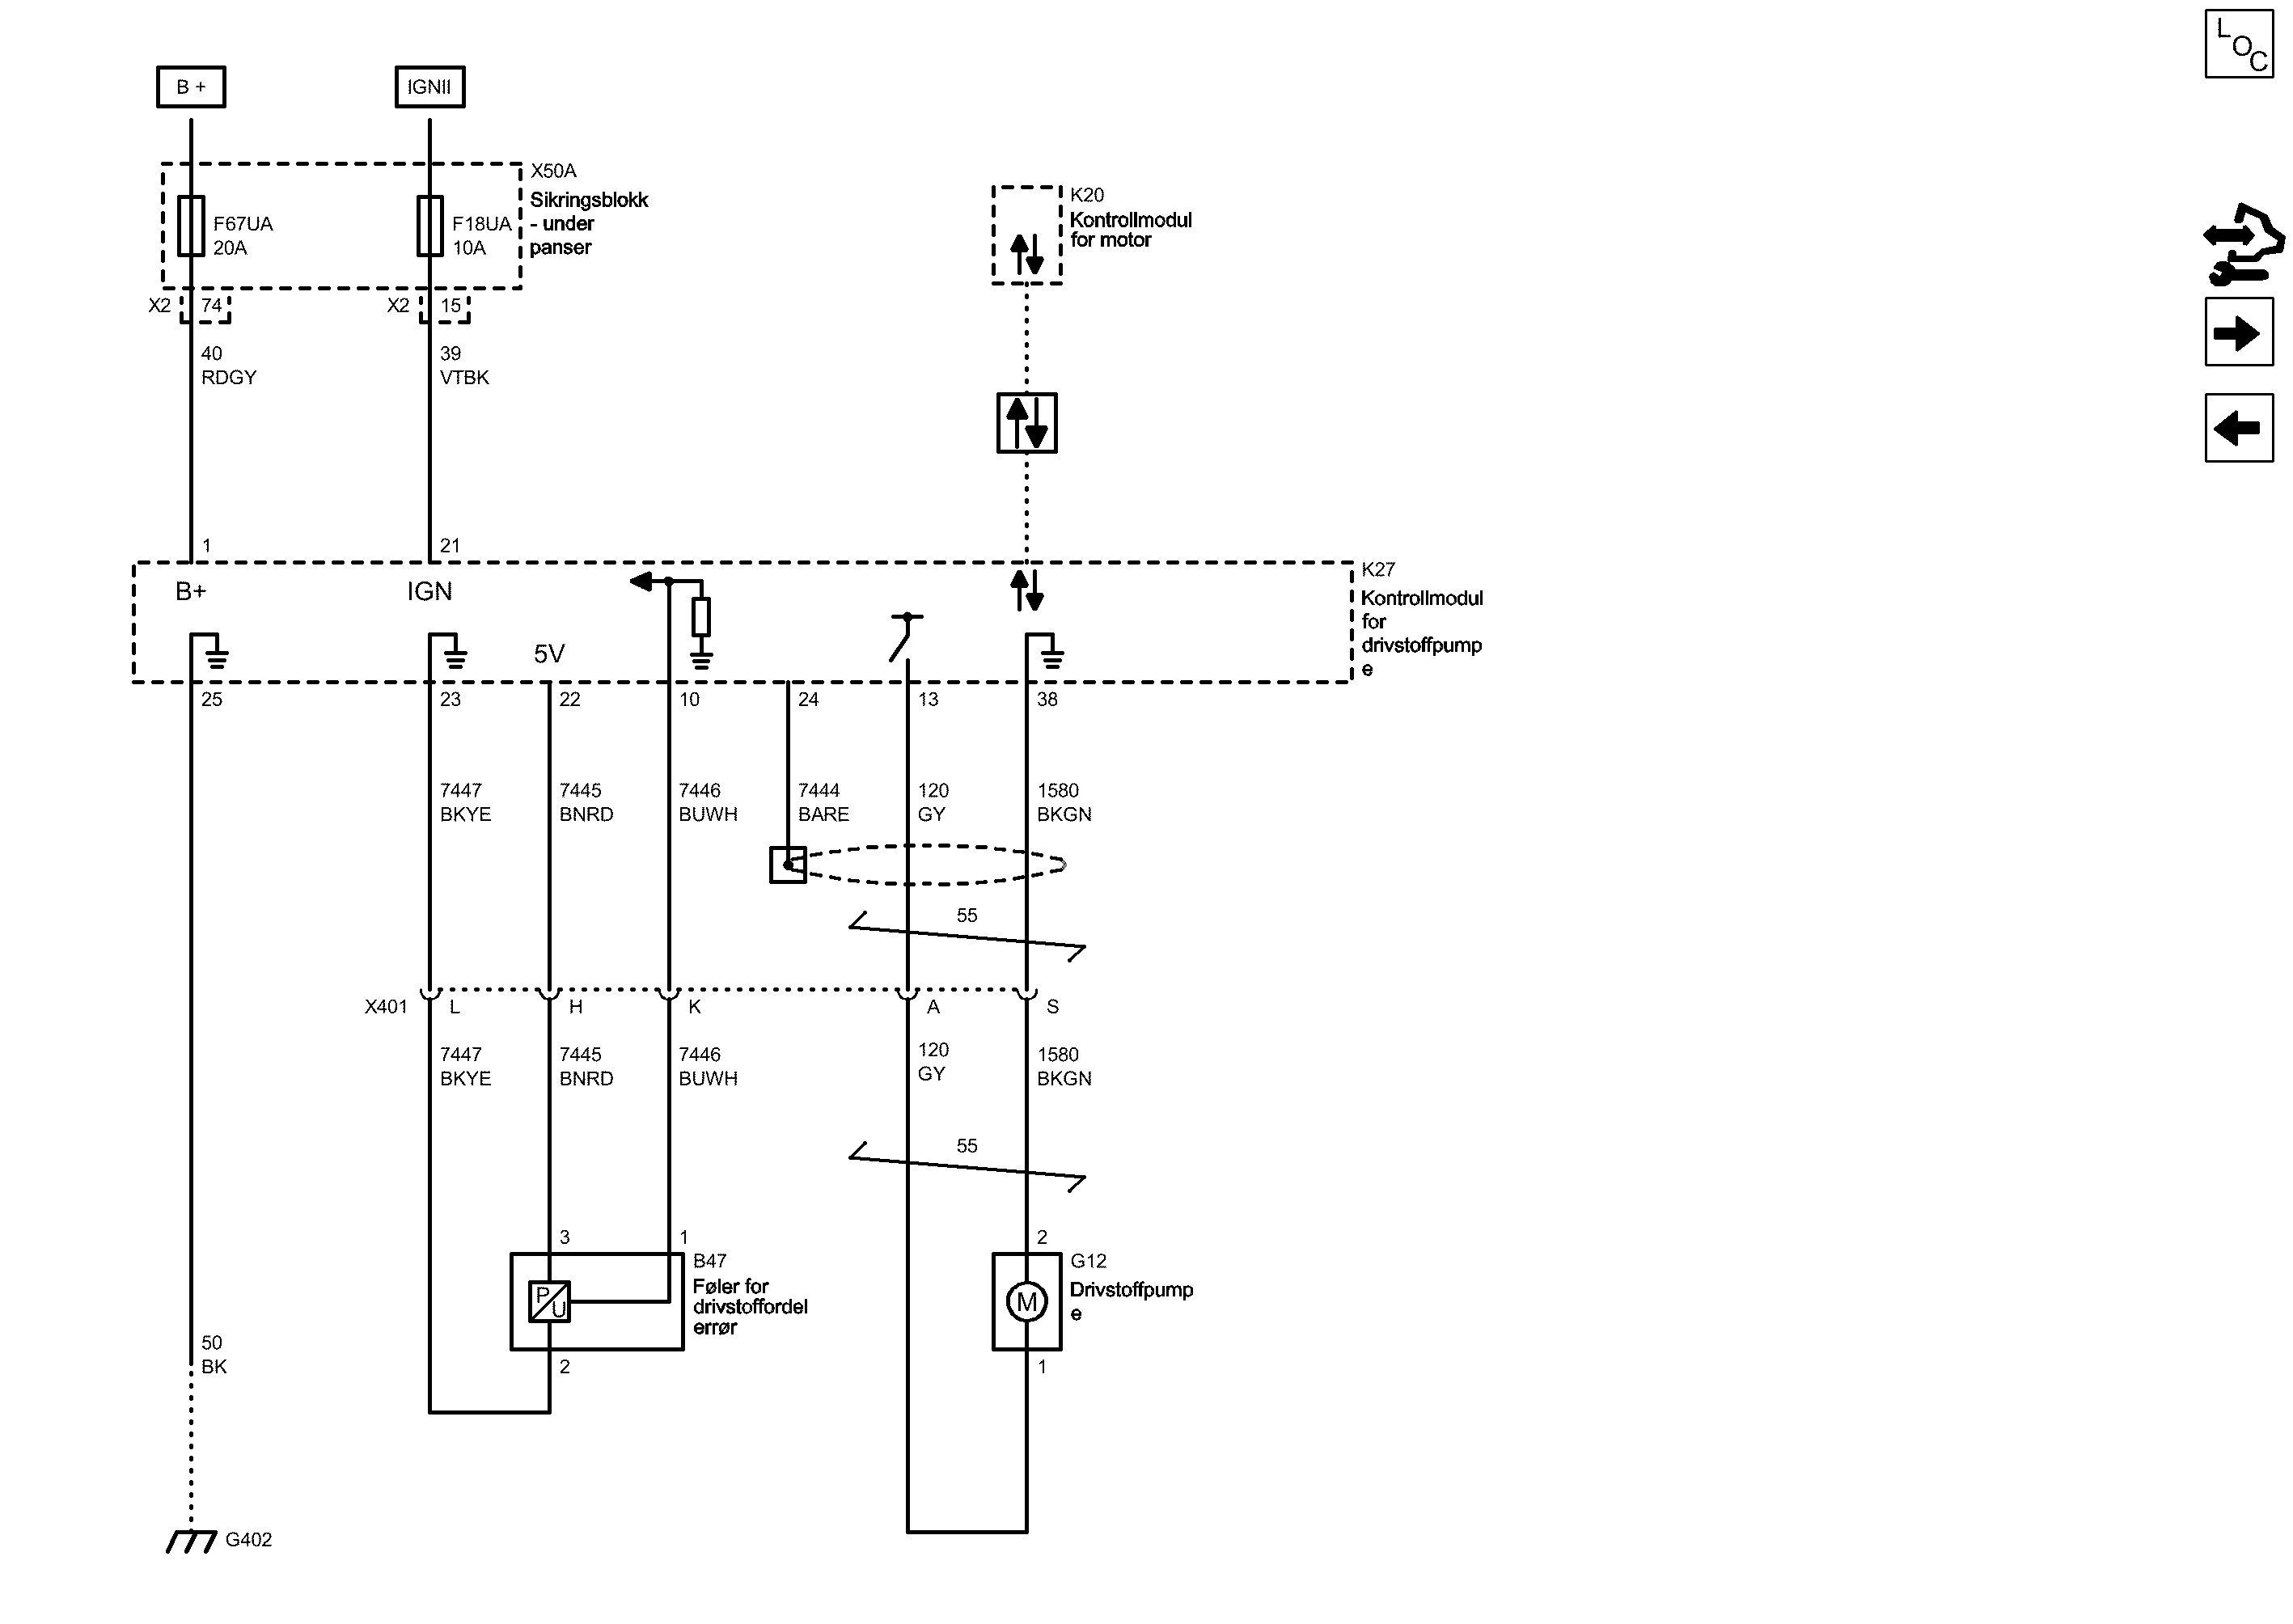 L
O
C
B +
IGNII
X50A
Sikringsblokk
- under
panser
F67UA
20A
F18UA
10A
K20
Kontrollmodul
for motor
X2
74
X2
15
40
RDGY
39
VTBK
1
21
K27
Kontrollmodul
for
drivstoffpump
e
B+
IGN
5V
25
23
22
10
24
13
38
7447
BKYE
7445
BNRD
7446
BUWH
7444
BARE
120
GY
1580
BKGN
55
X401
L
H
K
A
S
7447
BKYE
7445
BNRD
7446
BUWH
120
GY
1580
BKGN
55
3
1
B47
Føler for
drivstoffordel
errør
P
U
2
2
G12
Drivstoffpump
e
M
1
50
BK
G402